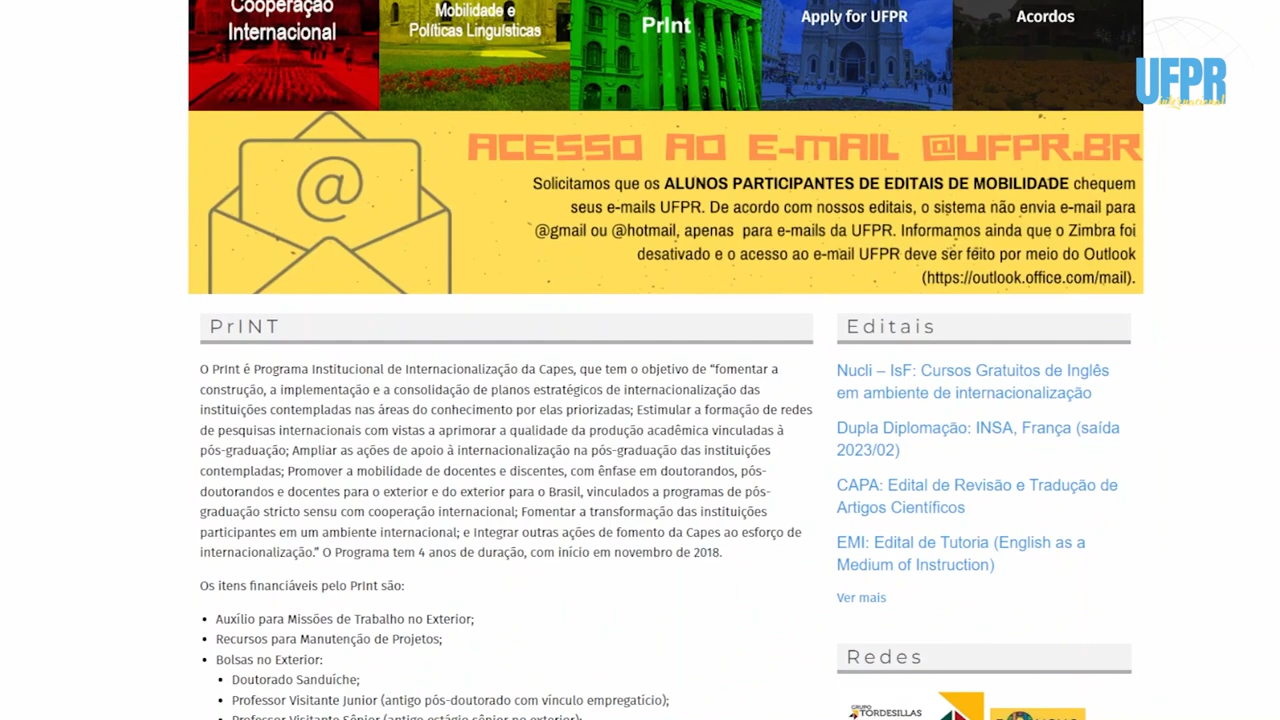 Cooperação
Internacional
Mobilidade e
Políticas Linguísticas
PrInt
Apply for UFPR
Acordos
UFPR
Internacional
ACESSO AO E-MAIL @UFPR.BR
Solicitamos que os ALUNOS PARTICIPANTES DE EDITAIS DE MOBILIDADE chequem
seus e-mails UFPR. De acordo com nossos editais, o sistema não envia e-mail para
@gmail ou @hotmail, apenas para e-mails da UFPR. Informamos ainda que o Zimbra foi
desativado e o acesso ao e-mail UFPR deve ser feito por meio do Outlook
(https://outlook.office.com/mail).
PrINT
O PrInt é Programa Institucional de Internacionalização da Capes, que tem o objetivo de “fomentar a
construção, a implementação e a consolidação de planos estratégicos de internacionalização das
instituições contempladas nas áreas do conhecimento por elas priorizadas; Estimular a formação de redes
de pesquisas internacionais com vistas a aprimorar a qualidade da produção acadêmica vinculadas à
pós-graduação; Ampliar as ações de apoio à internacionalização na pós-graduação das instituições
contempladas; Promover a mobilidade de docentes e discentes, com ênfase em doutorandos, pós-
doutorandos e docentes para o exterior e do exterior para o Brasil, vinculados a programas de pós-
graduação stricto sensu com cooperação internacional; Fomentar a transformação das instituições
participantes em um ambiente internacional; e Integrar outras ações de fomento da Capes ao esforço de
internacionalização.” O Programa tem 4 anos de duração, com início em novembro de 2018.
Os itens financiáveis pelo PrInt são:
• Auxílio para Missões de Trabalho no Exterior;
• Recursos para Manutenção de Projetos;
• Bolsas no Exterior:
• Doutorado Sanduíche;
• Professor Visitante Junior (antigo pós-doutorado com vínculo empregatício);
• Professor Visitante Sênior (antigo estágio sênior no exterior);
Editais
Nucli – IsF: Cursos Gratuitos de Inglês
em ambiente de internacionalização
Dupla Diplomação: INSA, França (saída
2023/02)
CAPA: Edital de Revisão e Tradução de
Artigos Científicos
EMI: Edital de Tutoria (English as a
Medium of Instruction)
Ver mais
Redes
GRUPO
TORDESILLAS